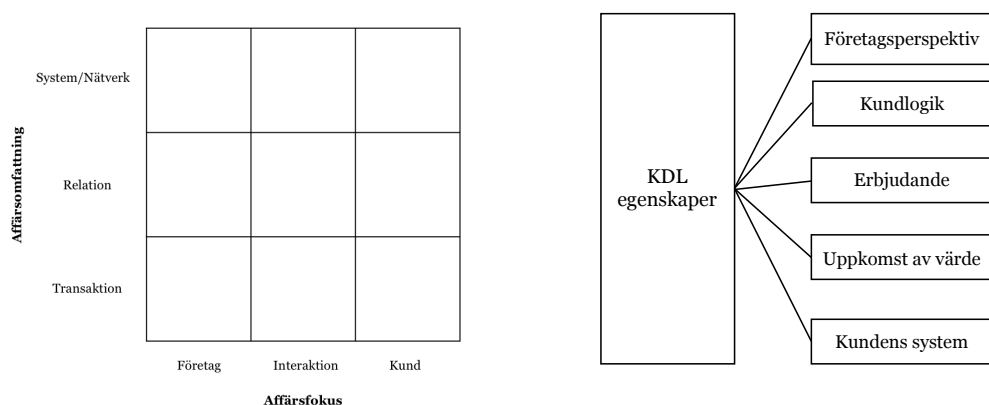 System/Nätverk
Relation
Transaktion
Affärsomfattning
Företag
Interaktion
Kund
Affärsfokus
KDL
egenskaper
Företagsperspektiv
Kundlogik
Erbjudande
Uppkomst av värde
Kundens system